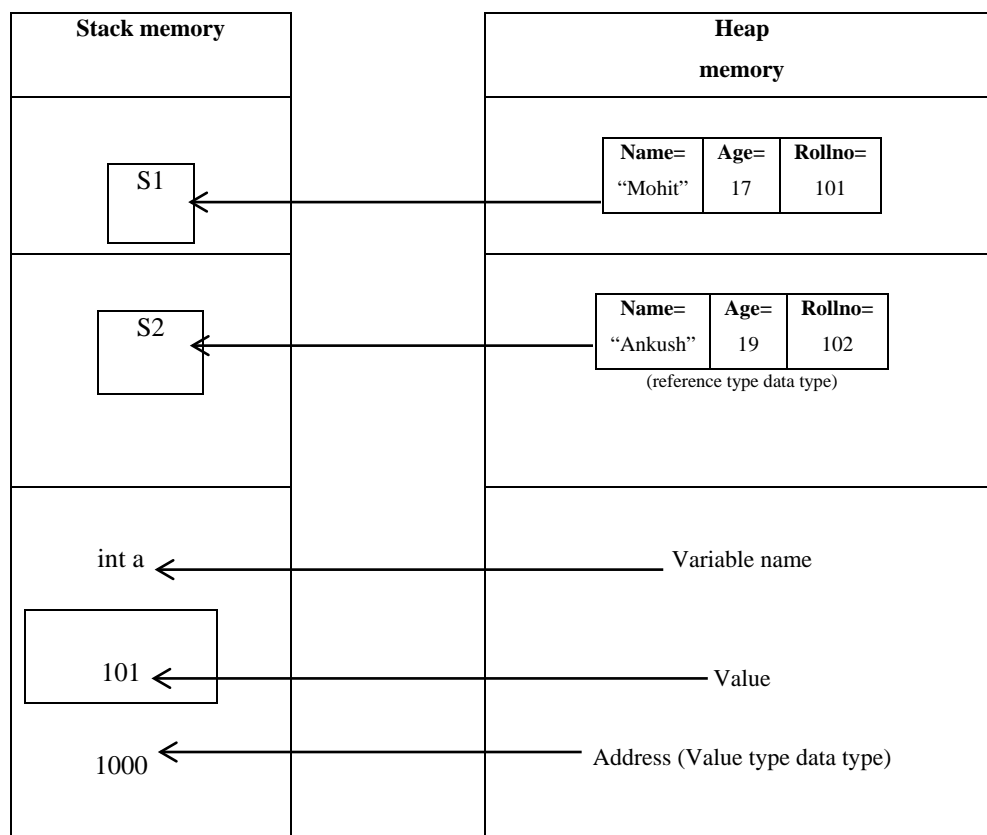 Stack memory
Heap
memory
S1
Name= Age= Rollno=
“Mohit” 17 101
S2
Name= Age= Rollno=
“Ankush” 19 102
(reference type data type)
int a
Variable name
101
Value
1000
Address (Value type data type)